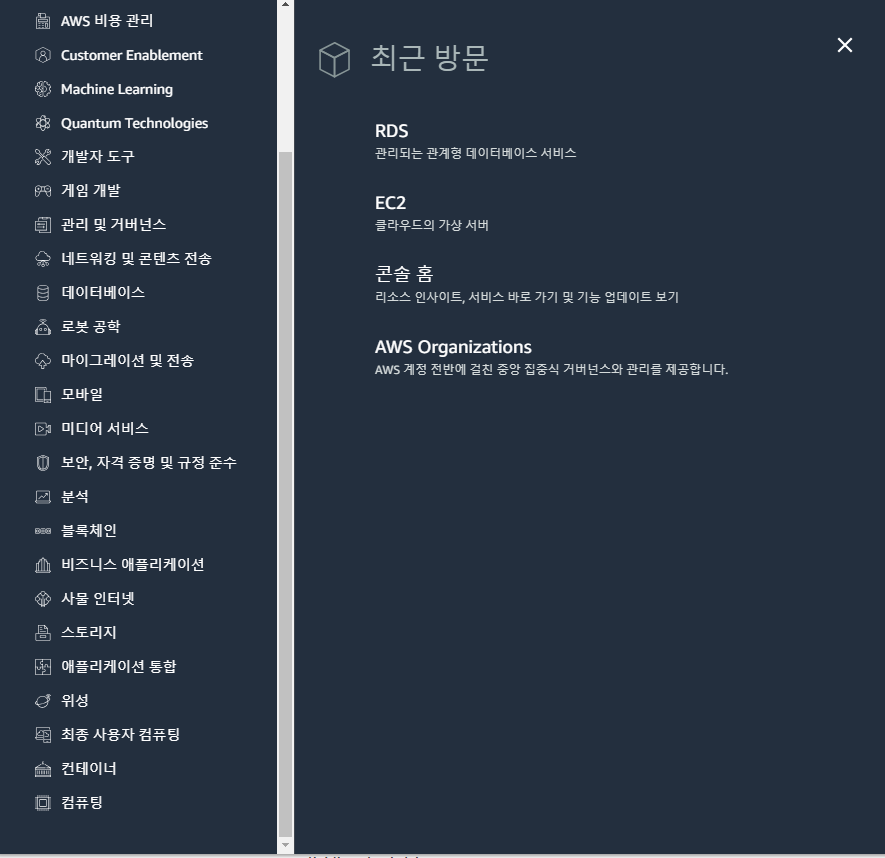 AWS 비용 관리
Customer Enablement
Machine Learning
Quantum Technologies
개발자 도구
게임 개발
관리 및 거버넌스
네트워킹 및 콘텐츠 전송
데이터베이스
로봇 공학
마이그레이션 및 전송
모바일
미디어 서비스
보안, 자격 증명 및 규정 준수
분석
블록체인
비즈니스 애플리케이션
사물 인터넷
스토리지
애플리케이션 통합
위성
최종 사용자 컴퓨팅
컨테이너
컴퓨팅
최근 방문
RDS
관리되는 관계형 데이터베이스 서비스
EC2
클라우드의 가상 서버
콘솔 홈
리소스 인사이트, 서비스 바로 가기 및 기능 업데이트 보기
AWS Organizations
AWS 계정 전반에 걸친 중앙 집중식 거버넌스와 관리를 제공합니다.